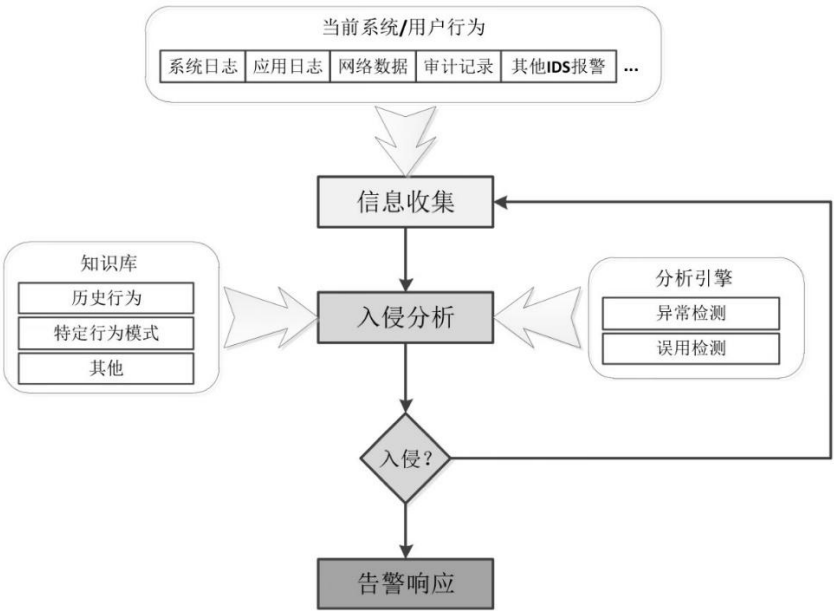 当前系统/用户行为
系统日志 应用日志 网络数据 审计记录 其他IDS报警 ...
信息收集
知识库
历史行为
特定行为模式
其他
入侵分析
分析引擎
异常检测
误用检测
入侵?
告警响应